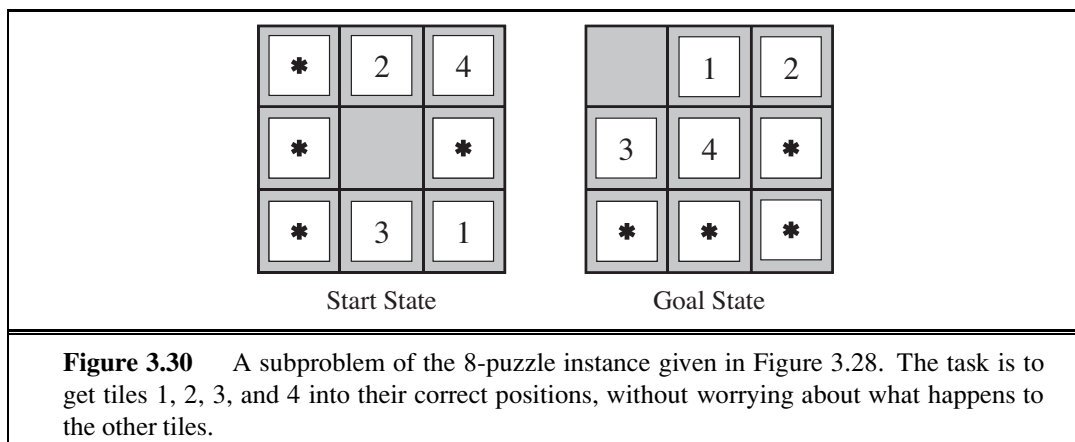 * 2 4
* *
* 3 1
Start State
1 2
3 4 *
* * *
Goal State
Figure 3.30 A subproblem of the 8-puzzle instance given in Figure 3.28. The task is to
get tiles 1, 2, 3, and 4 into their correct positions, without worrying about what happens to
the other tiles.